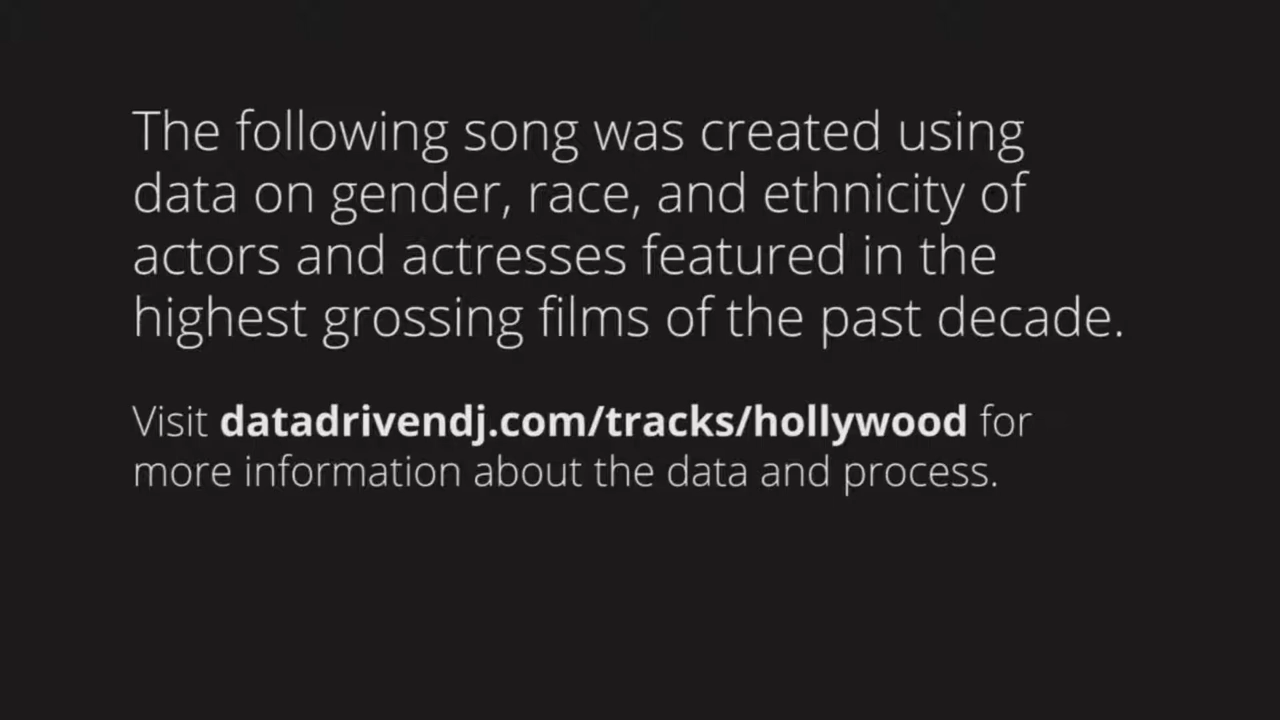 The following song was created using
data on gender, race, and ethnicity of
actors and actresses featured in the
highest grossing films of the past decade.
Visit datadrivendj.com/tracks/hollywood for
more information about the data and process.